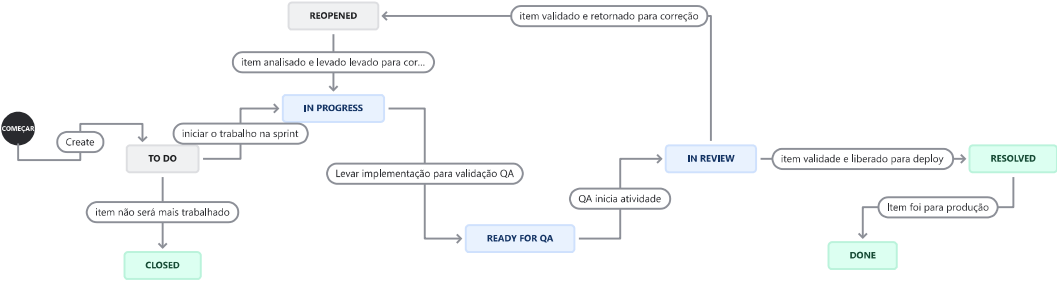 REOPENED
item validado e retornado para correção
item analisado e levado levado para cor...
IN PROGRESS
COMEÇAR
Create
iniciar o trabalho na sprint
TO DO
IN REVIEW
item validade e liberado para deploy
RESOLVED
Levar implementação para validação QA
QA inicia atividade
item não será mais trabalhado
Item foi para produção
READY FOR QA
CLOSED
DONE